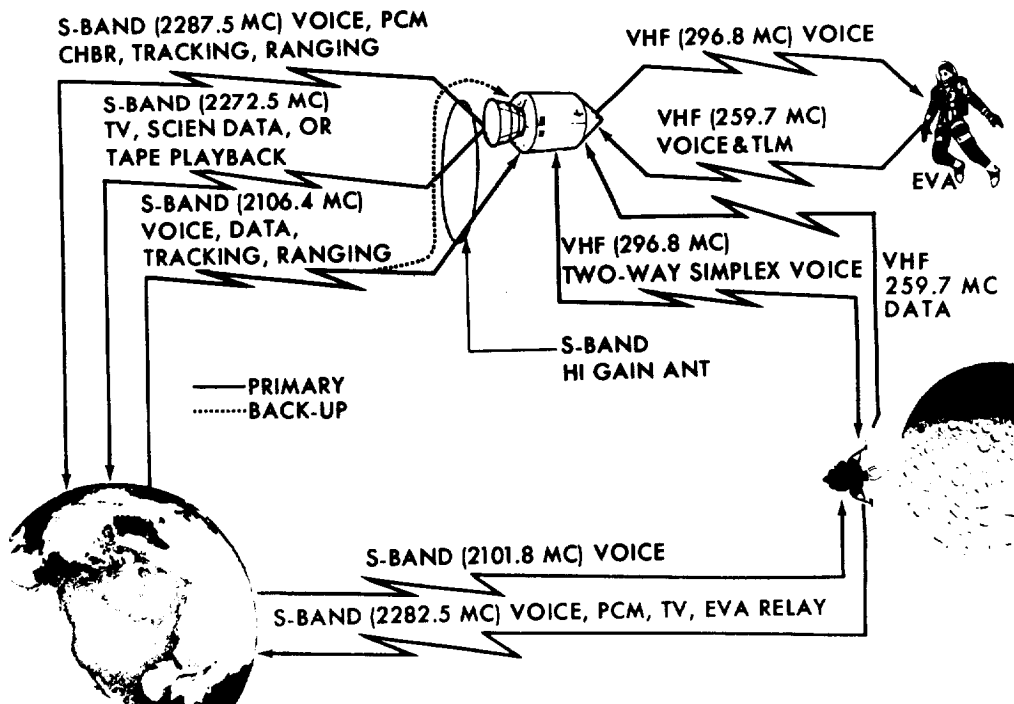 S-BAND (2287.5 MC) VOICE, PCM
CHBR, TRACKING, RANGING
S-BAND (2272.5 MC)
TV, SCIEN DATA, OR
TAPE PLAYBACK
S-BAND (2106.4 MC)
VOICE, DATA,
TRACKING, RANGING
VHF (296.8 MC) VOICE
VHF (259.7 MC)
VOICE & TLM
EVA
VHF (296.8 MC)
TWO-WAY SIMPLEX VOICE
VHF
259.7 MC
DATA
S-BAND
HI GAIN ANT
PRIMARY
BACK-UP
S-BAND (2101.8 MC) VOICE
S-BAND (2282.5 MC) VOICE, PCM, TV, EVA RELAY